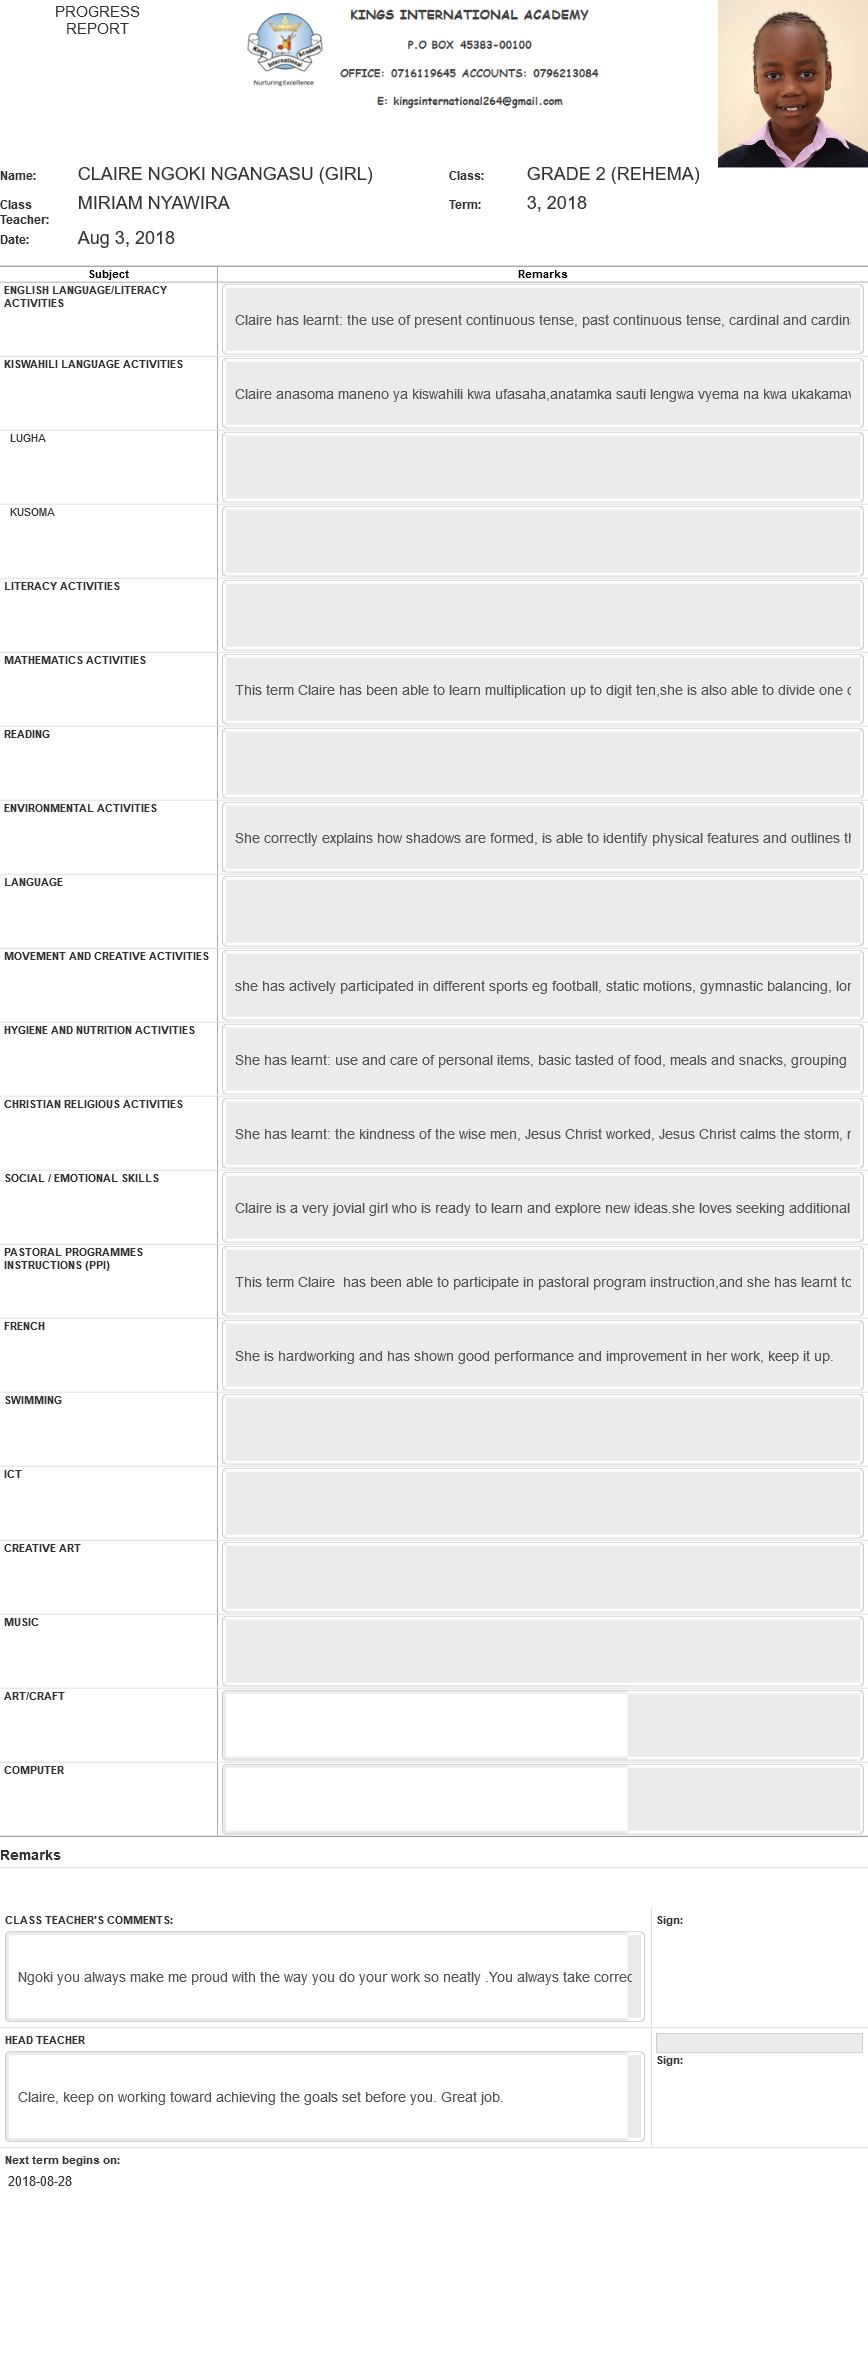 PROGRESS
REPORT
KINGS INTERNATIONAL ACADEMY
P.O BOX 45383-00100
OFFICE: 0716119645 ACCOUNTS: 0796213084
E: kingsinternational264@gmail.com
Kings International Academy
Nurturing Excellence
Name: CLAIRE NGOKI NGANGASU (GIRL) Class: GRADE 2 (REHEMA)
Class Teacher: MIRIAM NYAWIRA Term: 3, 2018
Date: Aug 3, 2018
Subject Remarks
ENGLISH LANGUAGE/LITERACY
ACTIVITIES
Claire has learnt: the use of present continuous tense, past continuous tense, cardinal and cardin
KISWAHILI LANGUAGE ACTIVITIES
Claire anasoma maneno ya kiswahili kwa ufasaha,anatamka sauti lengwa vyema na kwa ukakamav
LUGHA
KUSOMA
LITERACY ACTIVITIES
MATHEMATICS ACTIVITIES
This term Claire has been able to learn multiplication up to digit ten,she is also able to divide one
READING
ENVIRONMENTAL ACTIVITIES
She correctly explains how shadows are formed, is able to identify physical features and outlines
LANGUAGE
MOVEMENT AND CREATIVE ACTIVITIES
she has actively participated in different sports eg football, static motions, gymnastic balancing,
HYGIENE AND NUTRITION ACTIVITIES
She has learnt: use and care of personal items, basic tasted of food, meals and snacks, grouping
CHRISTIAN RELIGIOUS ACTIVITIES
She has learnt: the kindness of the wise men, Jesus Christ worked, Jesus Christ calms the storm,
SOCIAL / EMOTIONAL SKILLS
Claire is a very jovial girl who is ready to learn and explore new ideas.she loves seeking additional
PASTORAL PROGRAMMES
INSTRUCTIONS (PPI)
This term Claire has been able to participate in pastoral program instruction,and she has learnt to
FRENCH
She is hardworking and has shown good performance and improvement in her work, keep it up.
SWIMMING
ICT
CREATIVE ART
MUSIC
ART/CRAFT
COMPUTER
Remarks
CLASS TEACHER'S COMMENTS: Sign:
Ngoki you always make me proud with the way you do your work so neatly .You always take correc
HEAD TEACHER
Sign:
Claire, keep on working toward achieving the goals set before you. Great job.
Next term begins on:
2018-08-28